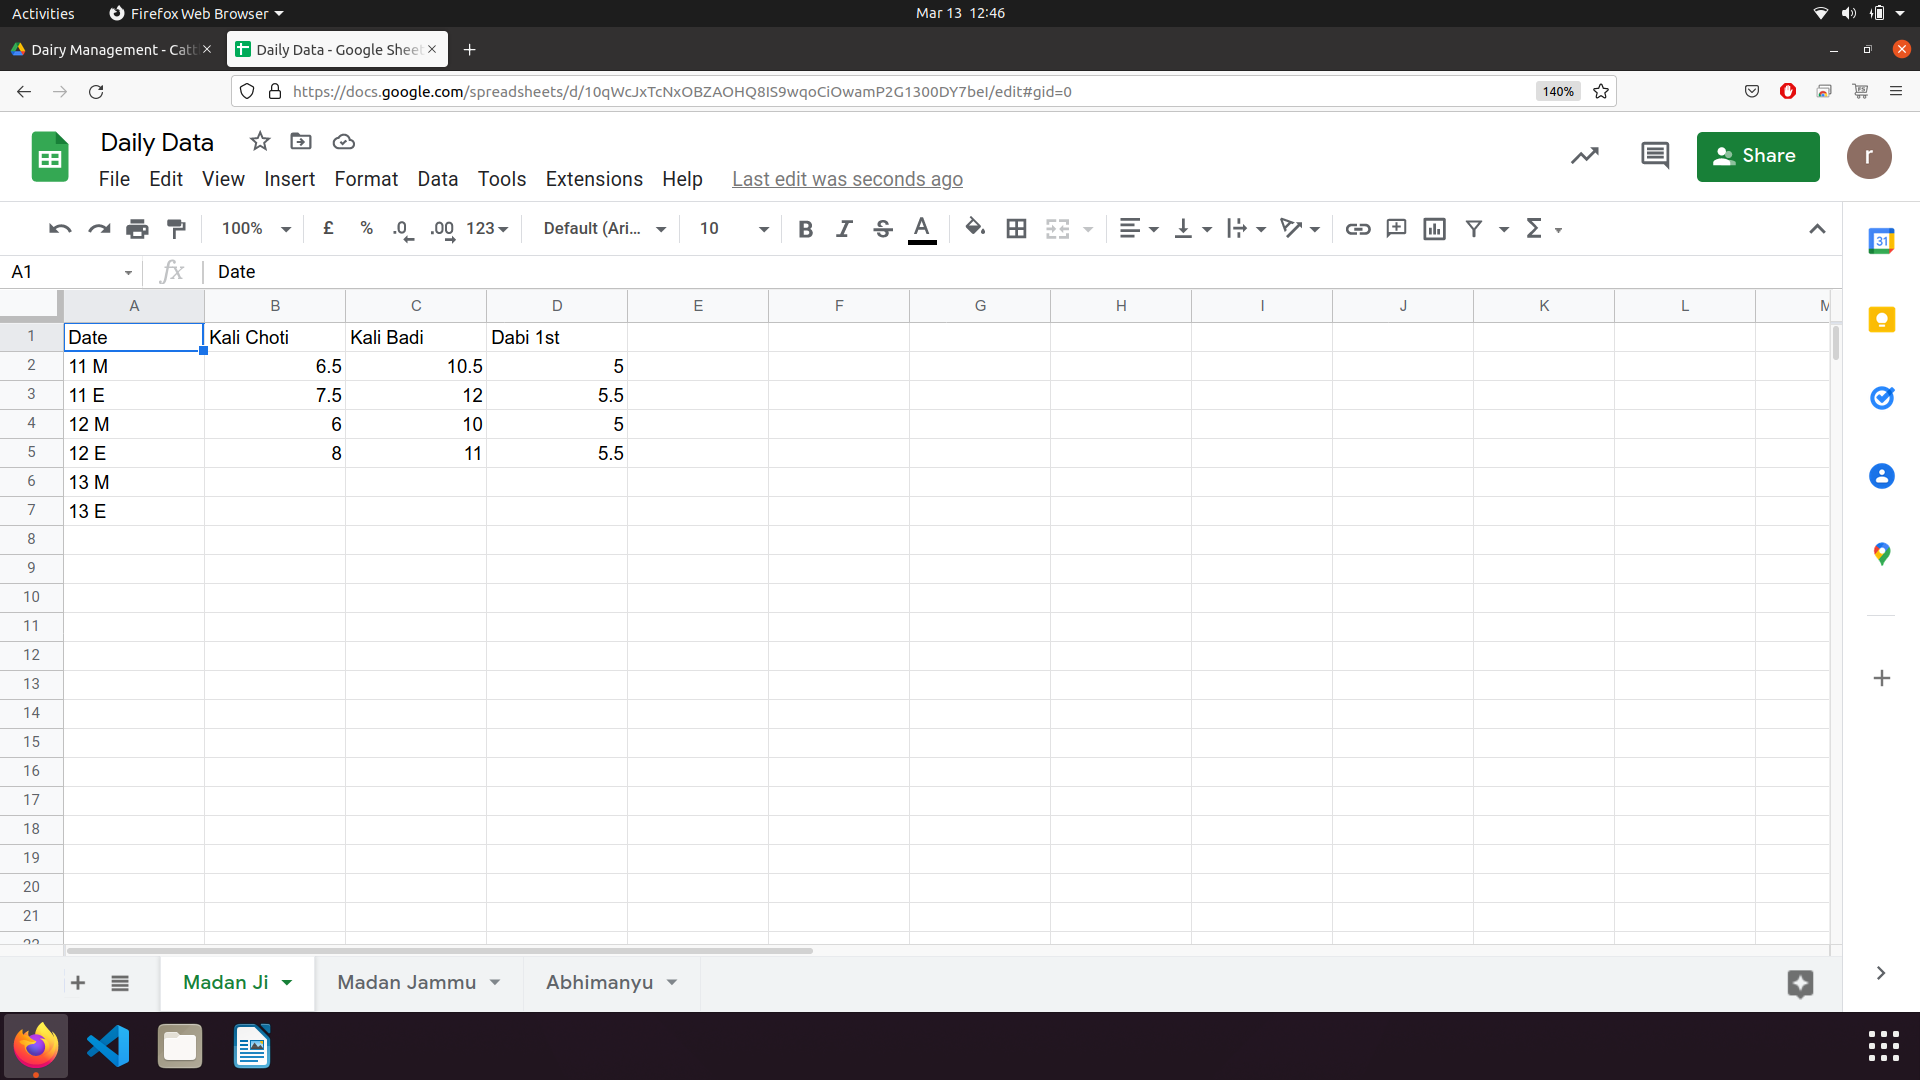 Activities Firefox Web Browser Mar 13 12:46
Dairy Management - Catt Daily Data - Google Sheet
https://docs.google.com/spreadsheets/d/10qWcJxTcNxOBZAOHQ8IS9wqoCiOwamP2G1300DY7beI/edit#gid=0 140%
Daily Data
Share r
File Edit View Insert Format Data Tools Extensions Help Last edit was seconds ago
100% £ % .0 .00 123 Default (Ari... 10 B I S A Σ
31
A1 fx Date
A B C D E F G H I J K L M
1 Date Kali Choti Kali Badi Dabi 1st
2 11 M 6.5 10.5 5
3 11 E 7.5 12 5.5
4 12 M 6 10 5
5 12 E 8 11 5.5
6 13 M
7 13 E
8
9
10
11
12
13
14
15
16
17
18
19
20
21
22
Madan Ji Madan Jammu Abhimanyu